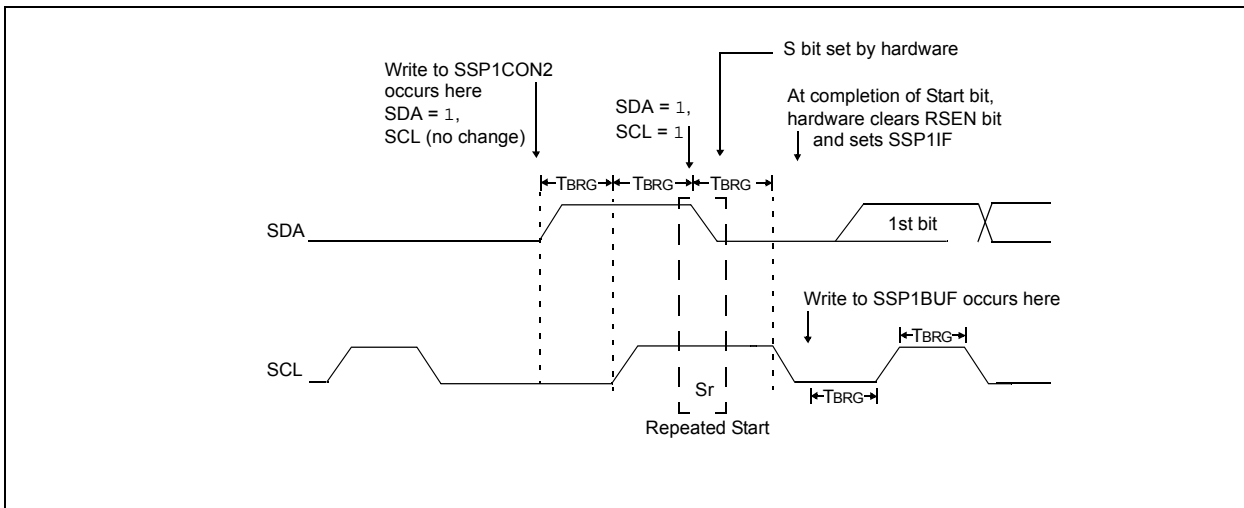 S bit set by hardware
Write to SSP1CON2
occurs here
SDA = 1,
SCL (no change)
SDA = 1,
SCL = 1
At completion of Start bit,
hardware clears RSEN bit
and sets SSP1IF
TBRG TBRG TBRG
SDA
1st bit
Write to SSP1BUF occurs here
TBRG
SCL
Sr
TBRG
Repeated Start